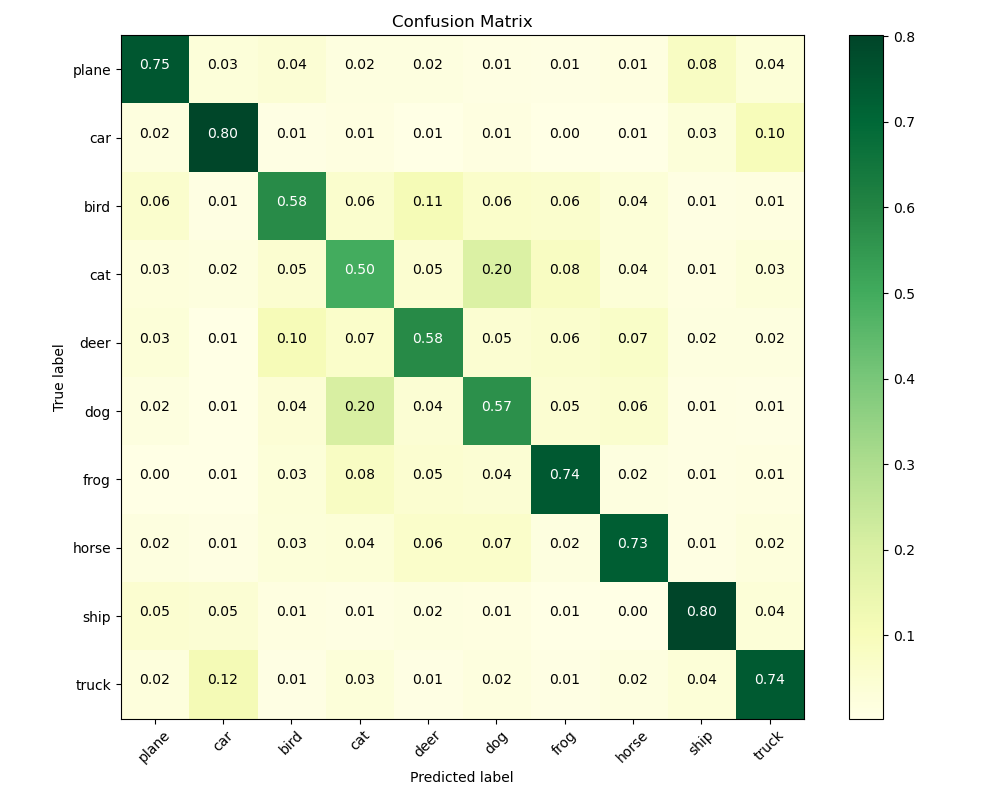 Confusion Matrix
plane 0.75 0.03 0.04 0.02 0.02 0.01 0.01 0.01 0.08 0.04
car 0.02 0.80 0.01 0.01 0.01 0.01 0.00 0.01 0.03 0.10
bird 0.06 0.01 0.58 0.06 0.11 0.06 0.06 0.04 0.01 0.01
cat 0.03 0.02 0.05 0.50 0.05 0.20 0.08 0.04 0.01 0.03
deer 0.03 0.01 0.10 0.07 0.58 0.05 0.06 0.07 0.02 0.02
dog 0.02 0.01 0.04 0.20 0.04 0.57 0.05 0.06 0.01 0.01
frog 0.00 0.01 0.03 0.08 0.05 0.04 0.74 0.02 0.01 0.01
horse 0.02 0.01 0.03 0.04 0.06 0.07 0.02 0.73 0.01 0.02
ship 0.05 0.05 0.01 0.01 0.02 0.01 0.01 0.00 0.80 0.04
truck 0.02 0.12 0.01 0.03 0.01 0.02 0.01 0.02 0.04 0.74
plane car bird cat deer dog frog horse ship truck
Predicted label
True label
0.8
0.7
0.6
0.5
0.4
0.3
0.2
0.1